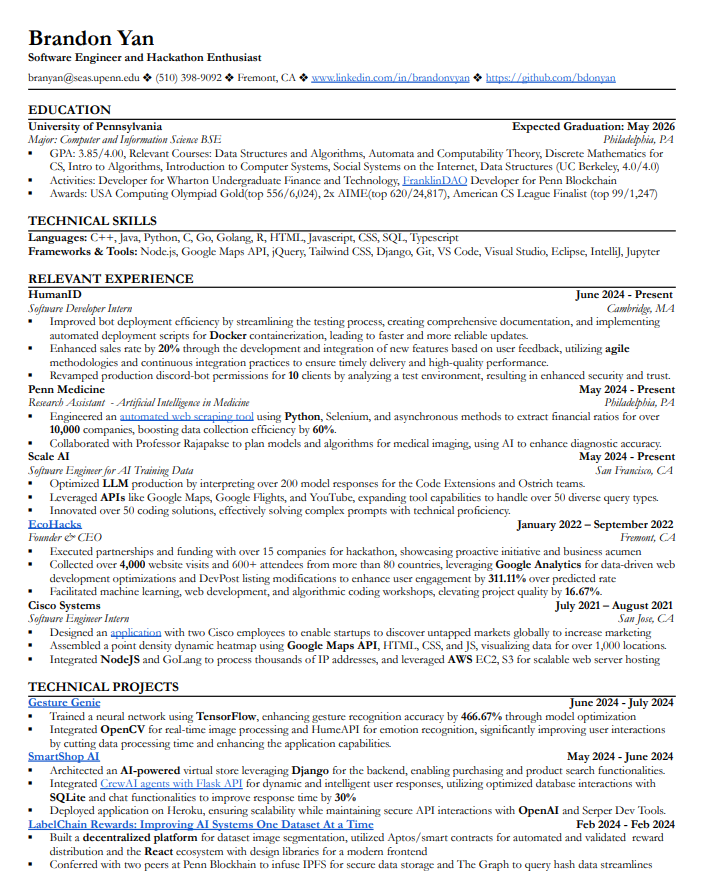 Brandon Yan
Software Engineer and Hackathon Enthusiast
branyan@seas.upenn.edu ❖ (510) 398-9092 ❖ Fremont, CA ❖ www.linkedin.com/in/brandonvyan ❖ https://github.com/bdonyan
EDUCATION
University of Pennsylvania Expected Graduation: May 2026
Major: Computer and Information Science BSE Philadelphia, PA
▪ GPA: 3.85/4.00, Relevant Courses: Data Structures and Algorithms, Automata and Computability Theory, Discrete Mathematics for
CS, Intro to Algorithms, Introduction to Computer Systems, Social Systems on the Internet, Data Structures (UC Berkeley, 4.0/4.0)
▪ Activities: Developer for Wharton Undergraduate Finance and Technology, FranklinDAO Developer for Penn Blockchain
▪ Awards: USA Computing Olympiad Gold(top 556/6,024), 2x AIME(top 620/24,817), American CS League Finalist (top 99/1,247)
TECHNICAL SKILLS
Languages: C++, Java, Python, C, Go, Golang, R, HTML, Javascript, CSS, SQL, Typescript
Frameworks & Tools: Node.js, Google Maps API, jQuery, Tailwind CSS, Django, Git, VS Code, Visual Studio, Eclipse, IntelliJ, Jupyter
RELEVANT EXPERIENCE
HumanID June 2024 - Present
Software Developer Intern Cambridge, MA
▪ Improved bot deployment efficiency by streamlining the testing process, creating comprehensive documentation, and implementing
automated deployment scripts for Docker containerization, leading to faster and more reliable updates.
▪ Enhanced sales rate by 20% through the development and integration of new features based on user feedback, utilizing agile
methodologies and continuous integration practices to ensure timely delivery and high-quality performance.
▪ Revamped production discord-bot permissions for 10 clients by analyzing a test environment, resulting in enhanced security and trust.
Penn Medicine May 2024 - Present
Research Assistant - Artificial Intelligence in Medicine Philadelphia, PA
▪ Engineered an automated web scraping tool using Python, Selenium, and asynchronous methods to extract financial ratios for over
10,000 companies, boosting data collection efficiency by 60%.
▪ Collaborated with Professor Rajapakse to plan models and algorithms for medical imaging, using AI to enhance diagnostic accuracy.
Scale AI May 2024 - Present
Software Engineer for AI Training Data San Francisco, CA
▪ Optimized LLM production by interpreting over 200 model responses for the Code Extensions and Ostrich teams.
▪ Leveraged APIs like Google Maps, Google Flights, and YouTube, expanding tool capabilities to handle over 50 diverse query types.
▪ Innovated over 50 coding solutions, effectively solving complex prompts with technical proficiency.
EcoHacks January 2022 – September 2022
Founder & CEO Fremont, CA
▪ Executed partnerships and funding with over 15 companies for hackathon, showcasing proactive initiative and business acumen
▪ Collected over 4,000 website visits and 600+ attendees from more than 80 countries, leveraging Google Analytics for data-driven web
development optimizations and DevPost listing modifications to enhance user engagement by 311.11% over predicted rate
▪ Facilitated machine learning, web development, and algorithmic coding workshops, elevating project quality by 16.67%.
Cisco Systems July 2021 – August 2021
Software Engineer Intern San Jose, CA
▪ Designed an application with two Cisco employees to enable startups to discover untapped markets globally to increase marketing
▪ Assembled a point density dynamic heatmap using Google Maps API, HTML, CSS, and JS, visualizing data for over 1,000 locations.
▪ Integrated NodeJS and GoLang to process thousands of IP addresses, and leveraged AWS EC2, S3 for scalable web server hosting
TECHNICAL PROJECTS
Gesture Genie June 2024 - July 2024
▪ Trained a neural network using TensorFlow, enhancing gesture recognition accuracy by 466.67% through model optimization
▪ Integrated OpenCV for real-time image processing and HumeAPI for emotion recognition, significantly improving user interactions
by cutting data processing time and enhancing the application capabilities.
SmartShop AI May 2024 - June 2024
▪ Architected an AI-powered virtual store leveraging Django for the backend, enabling purchasing and product search functionalities.
▪ Integrated CrewAI agents with Flask API for dynamic and intelligent user responses, utilizing optimized database interactions with
SQLite and chat functionalities to improve response time by 30%
▪ Deployed application on Heroku, ensuring scalability while maintaining secure API interactions with OpenAI and Serper Dev Tools.
LabelChain Rewards: Improving AI Systems One Dataset At a Time Feb 2024 - Feb 2024
▪ Built a decentralized platform for dataset image segmentation, utilized Aptos/smart contracts for automated and validated reward
distribution and the React ecosystem with design libraries for a modern frontend
▪ Conferred with two peers at Penn Blockhain to infuse IPFS for secure data storage and The Graph to query hash data streamlines